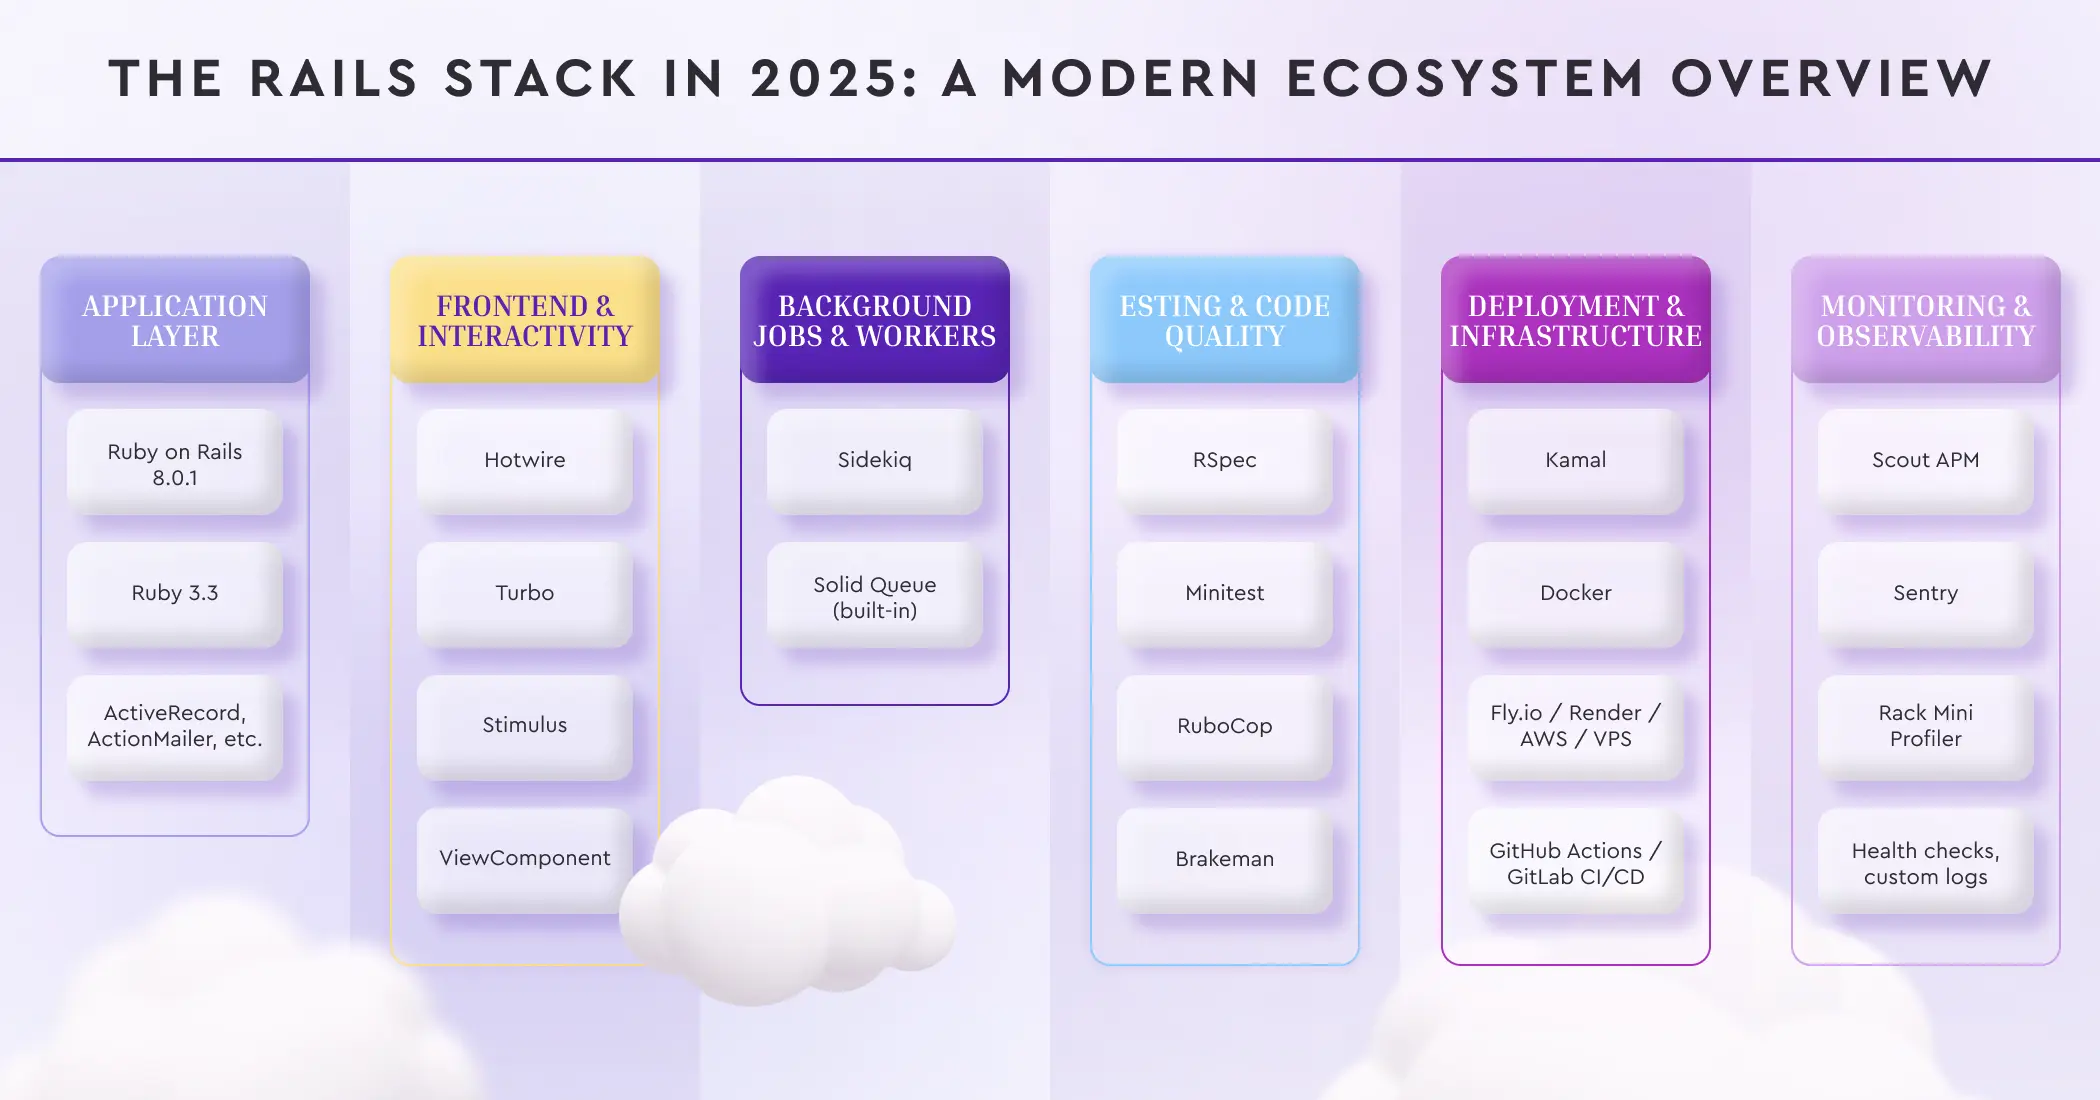 THE RAILS STACK IN 2025: A MODERN ECOSYSTEM OVERVIEW
APPLICATION
LAYER
Ruby on Rails
8.0.1
Ruby 3.3
ActiveRecord,
ActionMailer, etc.
FRONTEND &
INTERACTIVITY
Hotwire
Turbo
Stimulus
ViewComponent
BACKGROUND
JOBS & WORKERS
Sidekiq
Solid Queue
(built-in)
ESTING & CODE
QUALITY
RSpec
Minitest
RuboCop
Brakeman
DEPLOYMENT &
INFRASTRUCTURE
Kamal
Docker
Fly.io / Render /
AWS / VPS
GitHub Actions /
GitLab CI/CD
MONITORING &
OBSERVABILITY
Scout APM
Sentry
Rack Mini
Profiler
Health checks,
custom logs